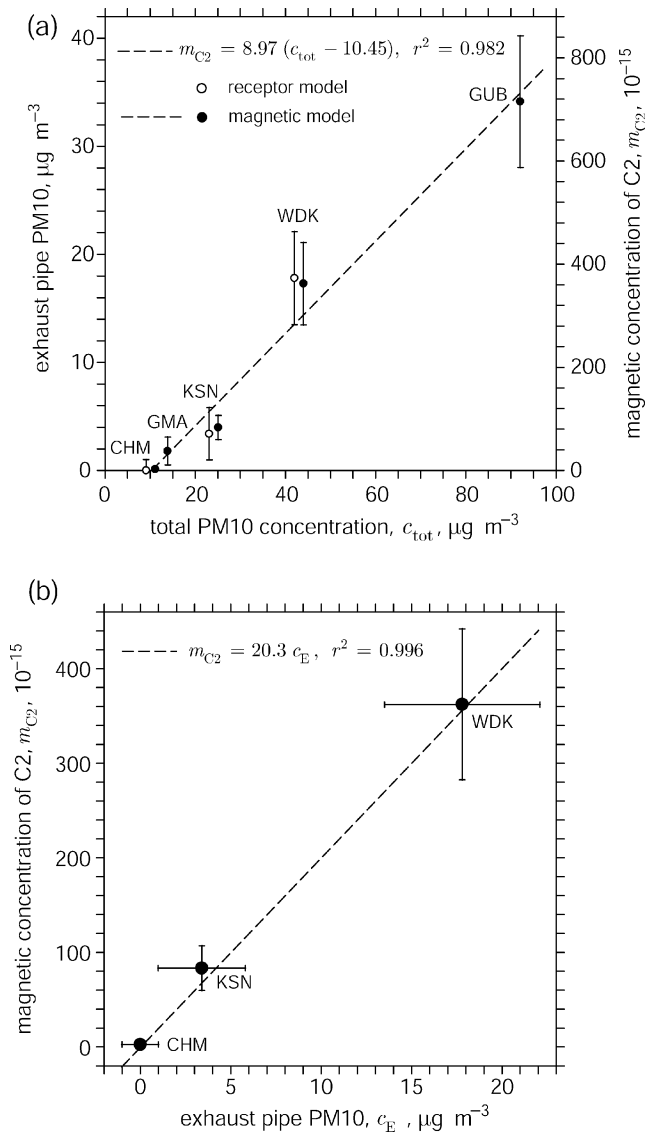 (a)
m_C2 = 8.97 (c_tot − 10.45), r² = 0.982
receptor model
magnetic model
GUB
WDK
KSN
GMA
CHM
40
30
20
10
0
800
600
400
200
0
0 20 40 60 80 100
exhaust pipe PM10, µg m⁻³
magnetic concentration of C2, m_C2, 10⁻¹⁵
total PM10 concentration, c_tot, µg m⁻³
(b)
m_C2 = 20.3 c_E, r² = 0.996
WDK
KSN
CHM
400
300
200
100
0
0 5 10 15 20
magnetic concentration of C2, m_C2, 10⁻¹⁵
exhaust pipe PM10, c_E , µg m⁻³